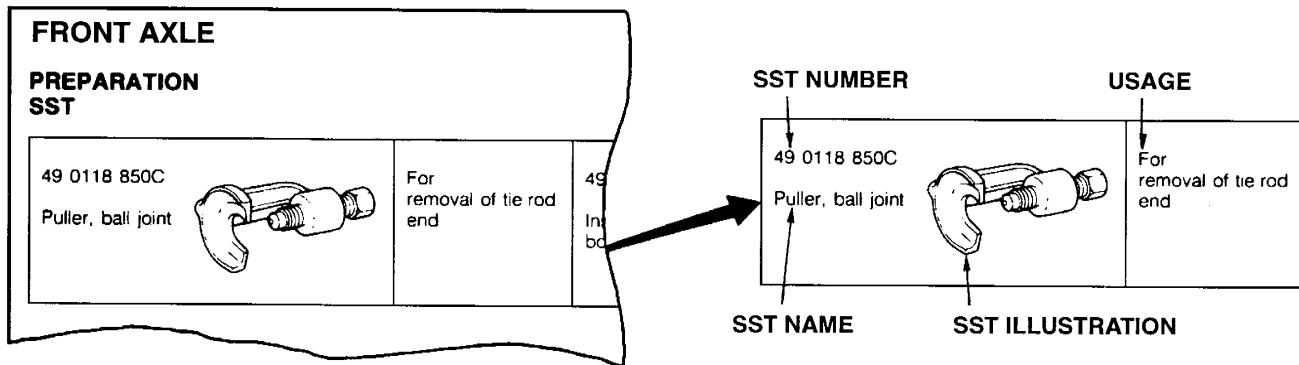 FRONT AXLE
PREPARATION
SST
49 0118 850C
Puller, ball joint
For
removal of tie rod
end
49
SST NUMBER
USAGE
49 0118 850C
Puller, ball joint
For
removal of tie rod
end
SST NAME
SST ILLUSTRATION